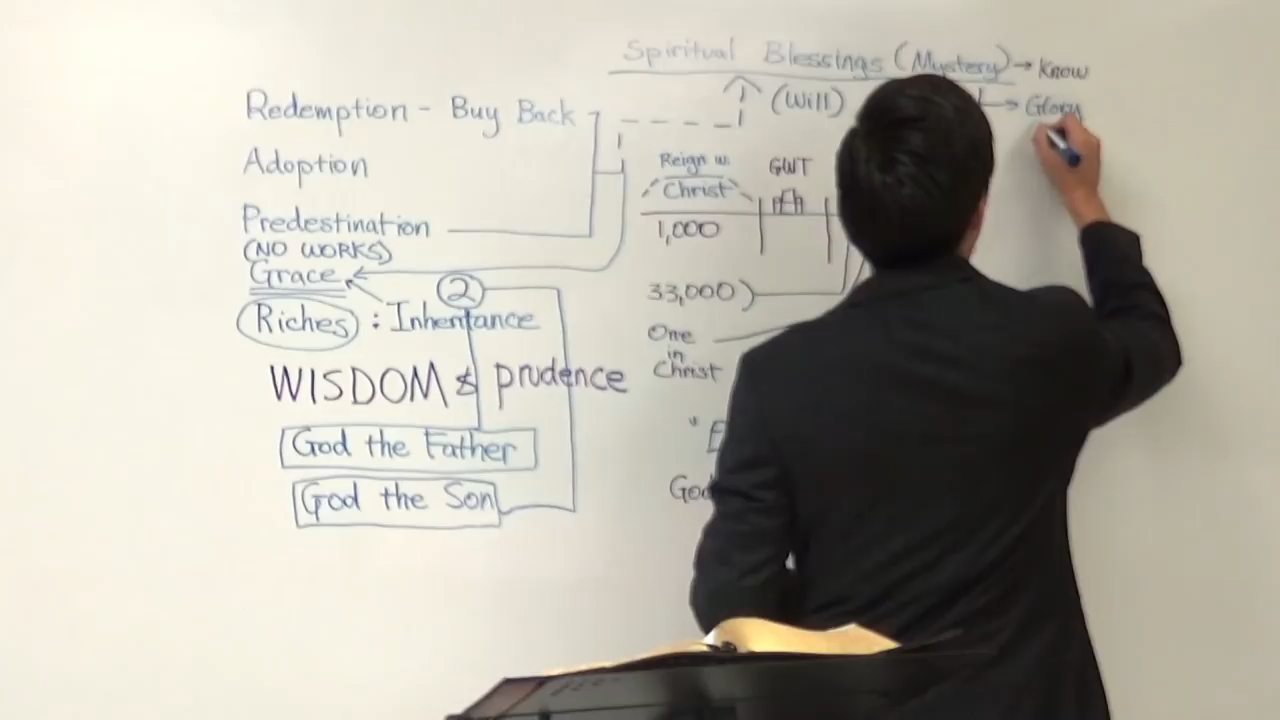 Spiritual Blessings (Mystery) → Know
(Will) → Glory
Redemption - Buy Back
Adoption
Predestination
(NO WORKS)
Grace
2
Riches : Inheritance
WISDOM & prudence
God the Father
God the Son
Reign w.
Christ
GWT
1,000
33,000)
One
in
Christ
God